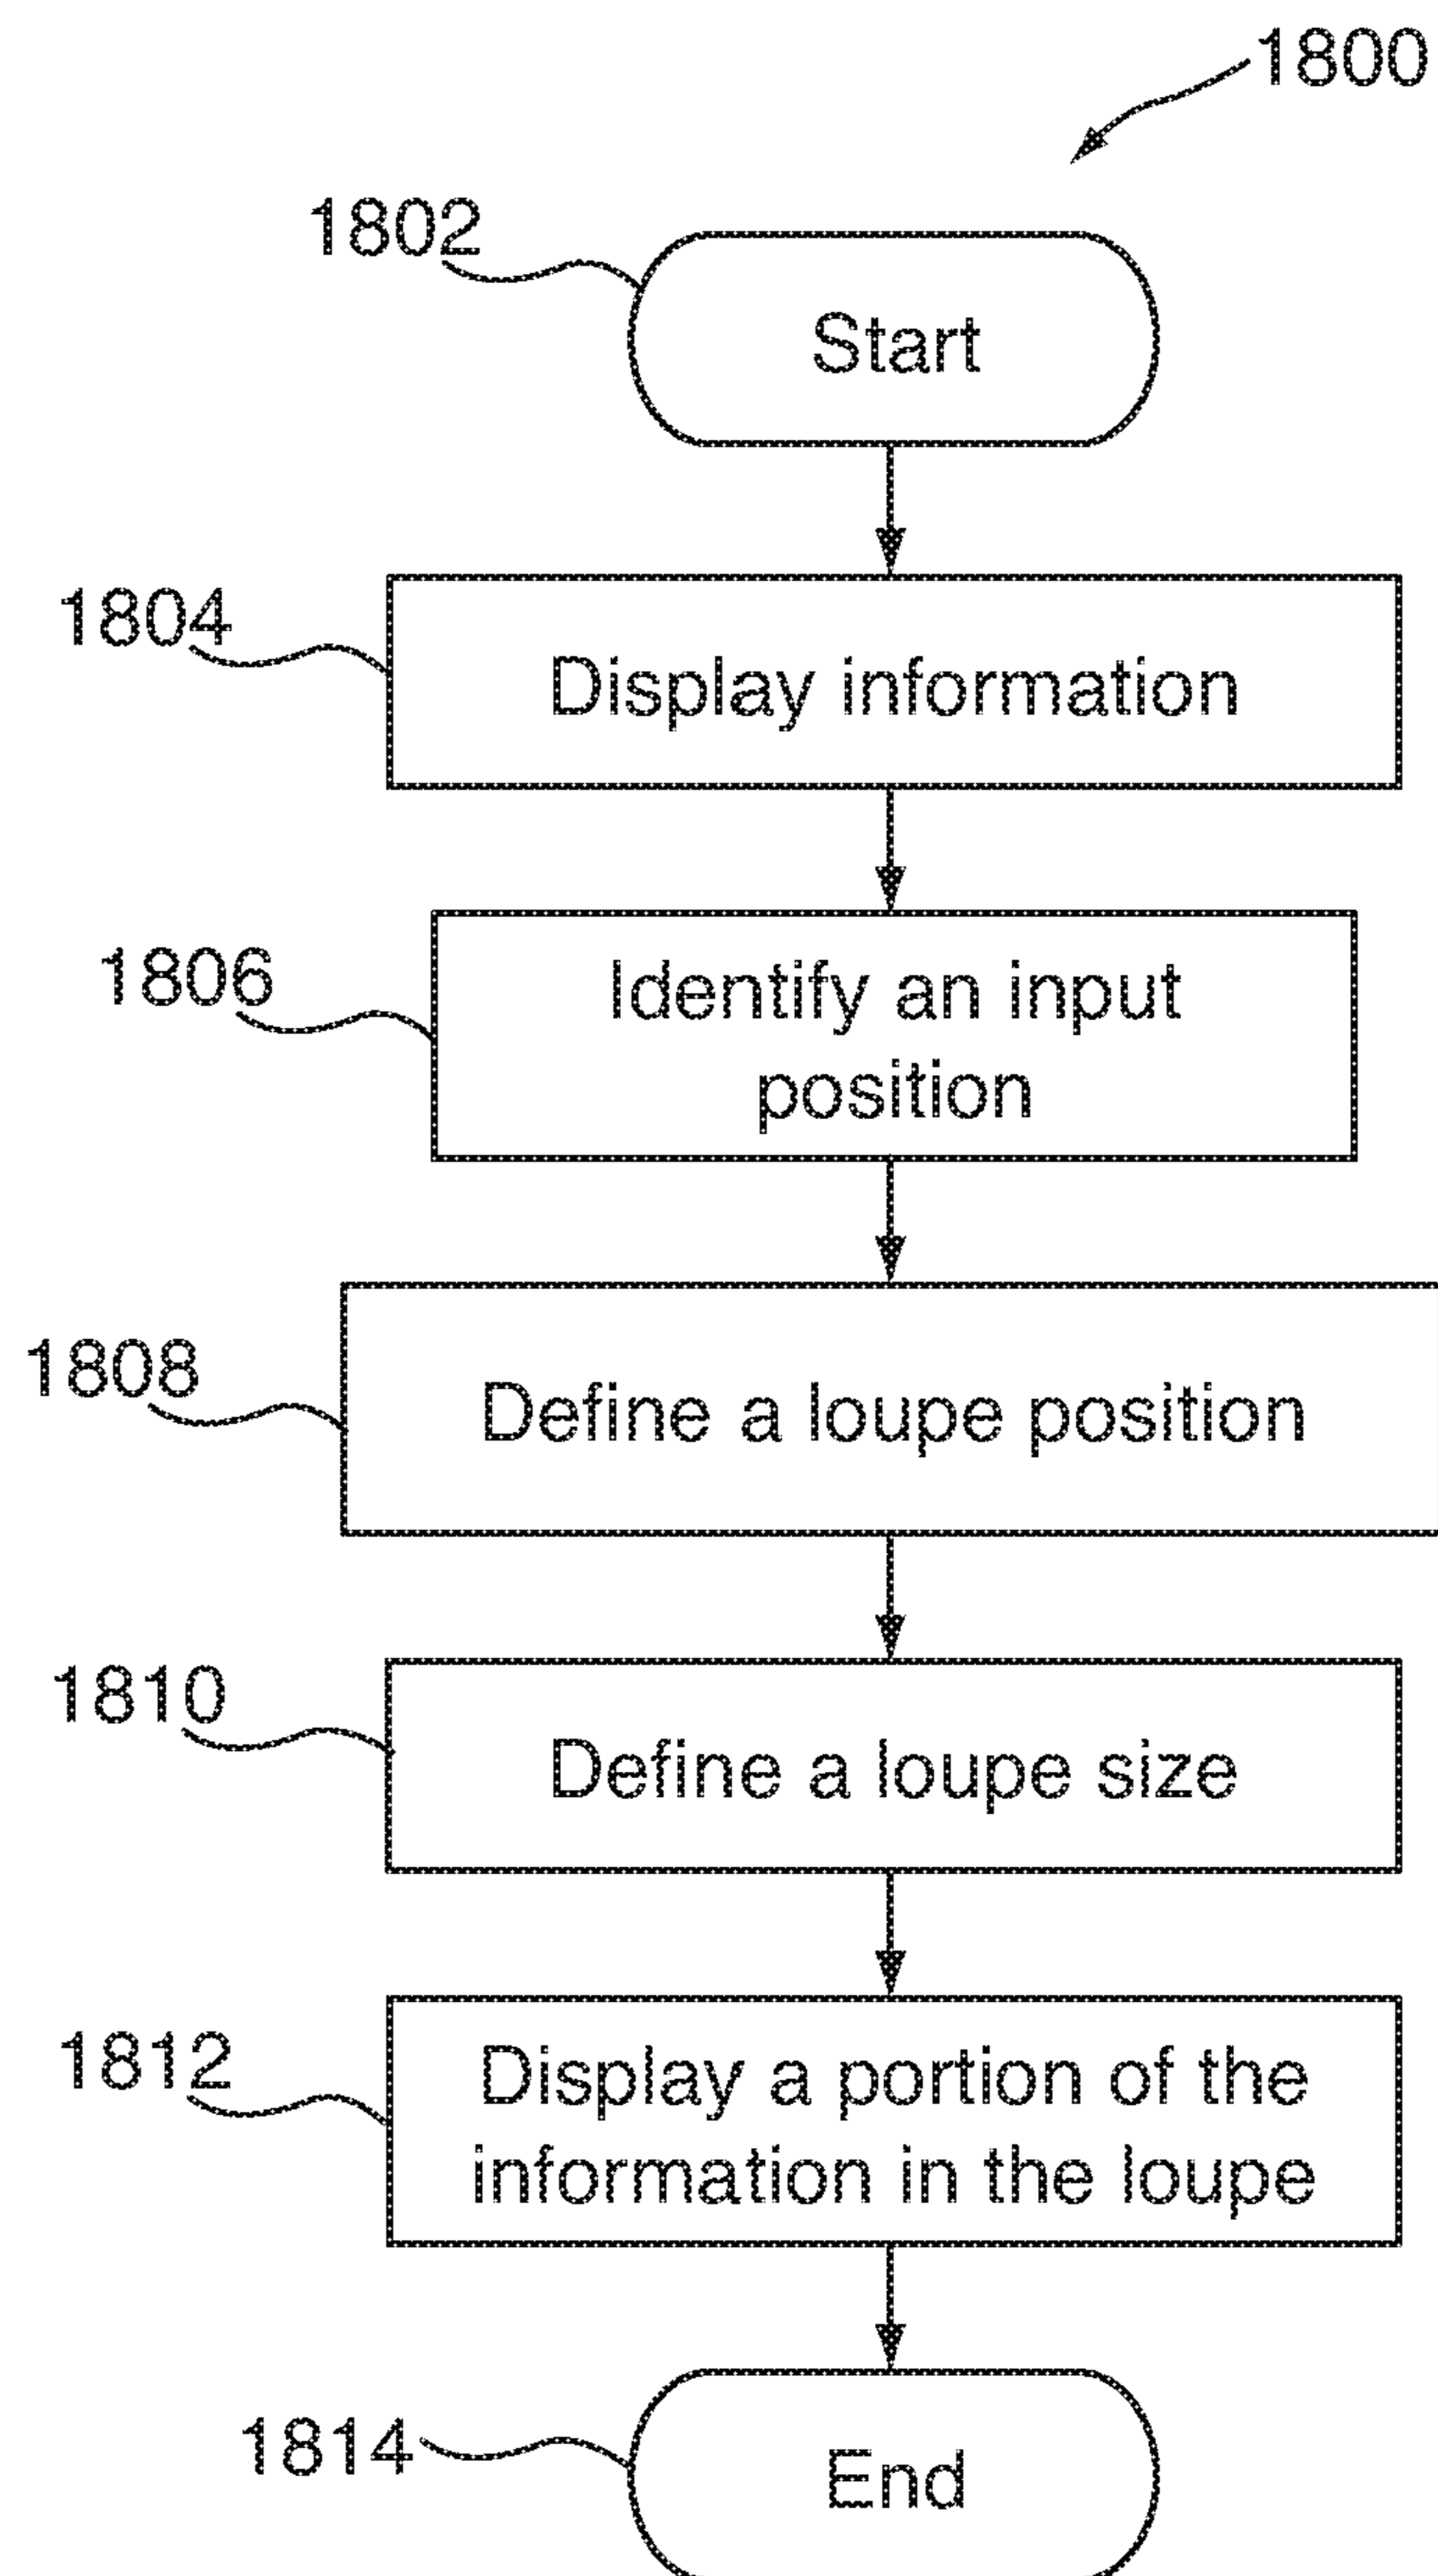 1800
1802
Start
1804
Display information
1806
Identify an input
position
1808
Define a loupe position
1810
Define a loupe size
1812
Display a portion of the
information in the loupe
1814
End